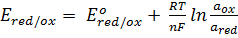 E_{red/ox} = E^{o}_{red/ox} + \frac{RT}{nF} ln \frac{a_{ox}}{a_{red}}